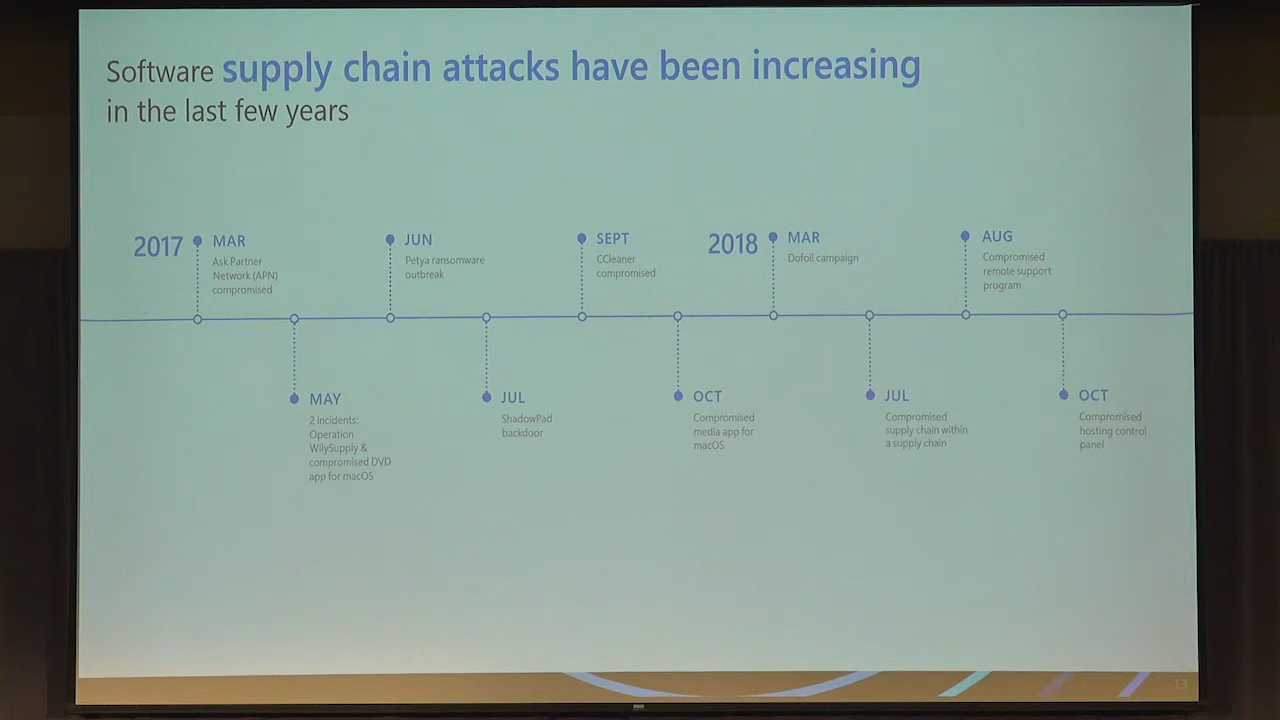 Software supply chain attacks have been increasing
in the last few years
2017
MAR
Ask Partner
Network (APN)
compromised
MAY
2 incidents:
Operation
WilySupply &
compromised DVD
app for macOS
JUN
Petya ransomware
outbreak
JUL
ShadowPad
backdoor
SEPT
CCleaner
compromised
OCT
Compromised
media app for
macOS
2018
MAR
Dofoil campaign
JUL
Compromised
supply chain within
a supply chain
AUG
Compromised
remote support
program
OCT
Compromised
hosting control
panel
13